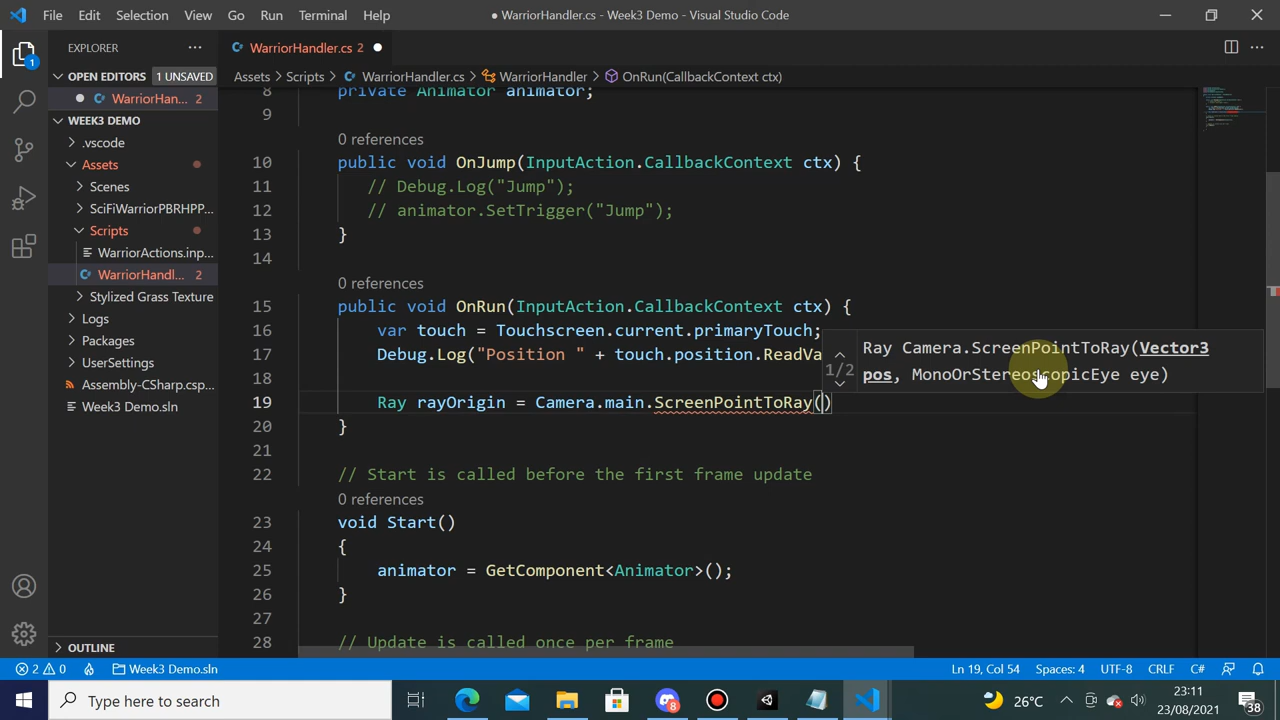 File Edit Selection View Go Run Terminal Help
● WarriorHandler.cs - Week3 Demo - Visual Studio Code
1
EXPLORER ...
OPEN EDITORS 1 UNSAVED
● WarriorHan... 2
WEEK3 DEMO
.vscode
Assets
Scenes
SciFiWarriorPBRHPP...
Scripts
WarriorActions.inp...
WarriorHandl... 2
Stylized Grass Texture
Logs
Packages
UserSettings
Assembly-CSharp.csp...
Week3 Demo.sln
OUTLINE
WarriorHandler.cs 2 ●
Assets > Scripts > WarriorHandler.cs > WarriorHandler > OnRun(CallbackContext ctx)
8 private Animator animator;
9
0 references
10 public void OnJump(InputAction.CallbackContext ctx) {
11 // Debug.Log("Jump");
12 // animator.SetTrigger("Jump");
13 }
14
0 references
15 public void OnRun(InputAction.CallbackContext ctx) {
16 var touch = Touchscreen.current.primaryTouch;
17 Debug.Log("Position " + touch.position.ReadVa
18
19 Ray rayOrigin = Camera.main.ScreenPointToRay()
20 }
21
22 // Start is called before the first frame update
0 references
23 void Start()
24 {
25 animator = GetComponent<Animator>();
26 }
27
28 // Update is called once per frame
1/2
Ray Camera.ScreenPointToRay(Vector3
pos, MonoOrStereoscopicEye eye)
2 0 Week3 Demo.sln Ln 19, Col 54 Spaces: 4 UTF-8 CRLF C#
Type here to search
8
26°C
23:11
23/08/2021
38